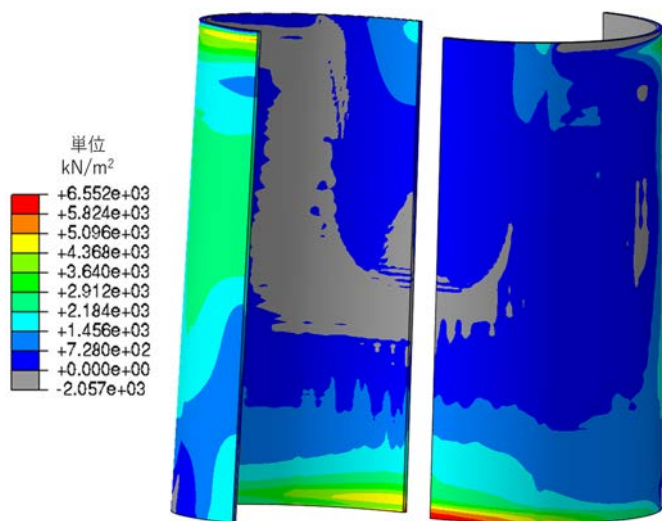 単位
kN/m²
+6.552e+03
+5.824e+03
+5.096e+03
+4.368e+03
+3.640e+03
+2.912e+03
+2.184e+03
+1.456e+03
+7.280e+02
+0.000e+00
-2.057e+03